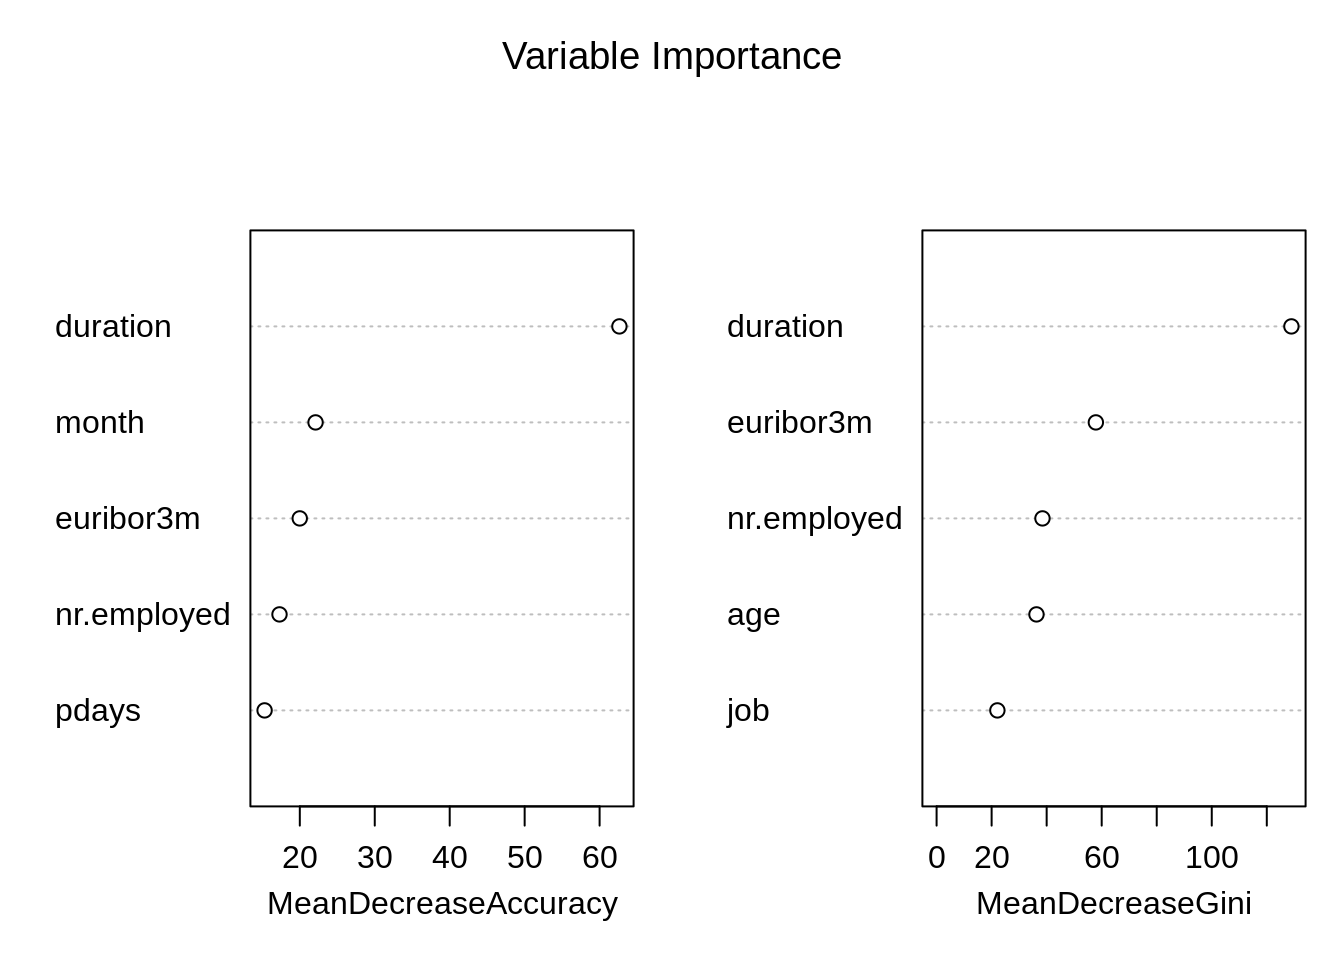 Variable Importance
duration
month
euribor3m
nr.employed
pdays
20 30 40 50 60
MeanDecreaseAccuracy
duration
euribor3m
nr.employed
age
job
0 20 60 100
MeanDecreaseGini